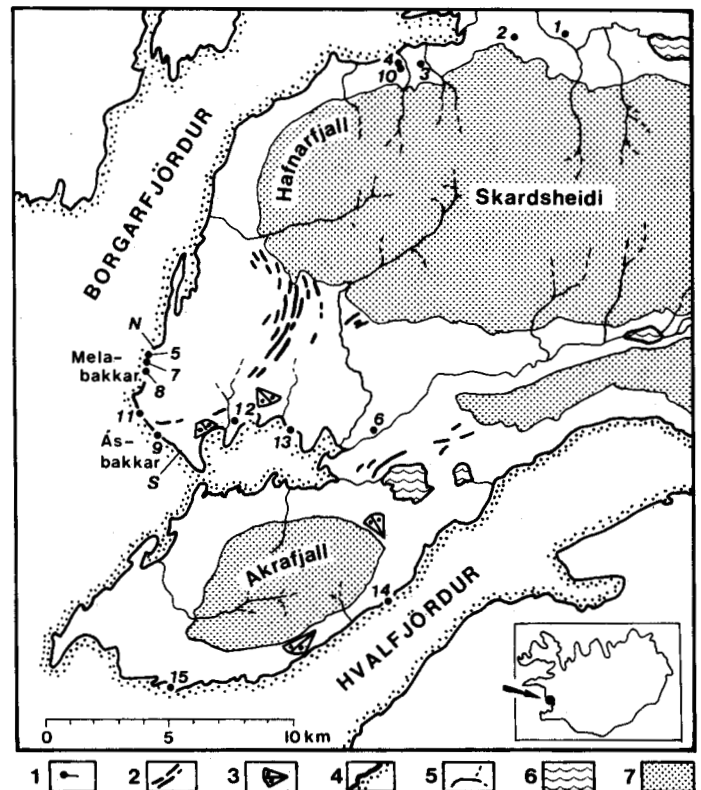 2
1
4
10
3
Hafnarfjall
Skardsheidi
BORGARFJÖRDUR
N
5
Mela-
bakkar
7
8
11
12
6
9
13
Ás-
bakkar
S
Akrafjall
14
HVALFJÖRDUR
15
0 5 10 km
1 2 3 4 5 6 7